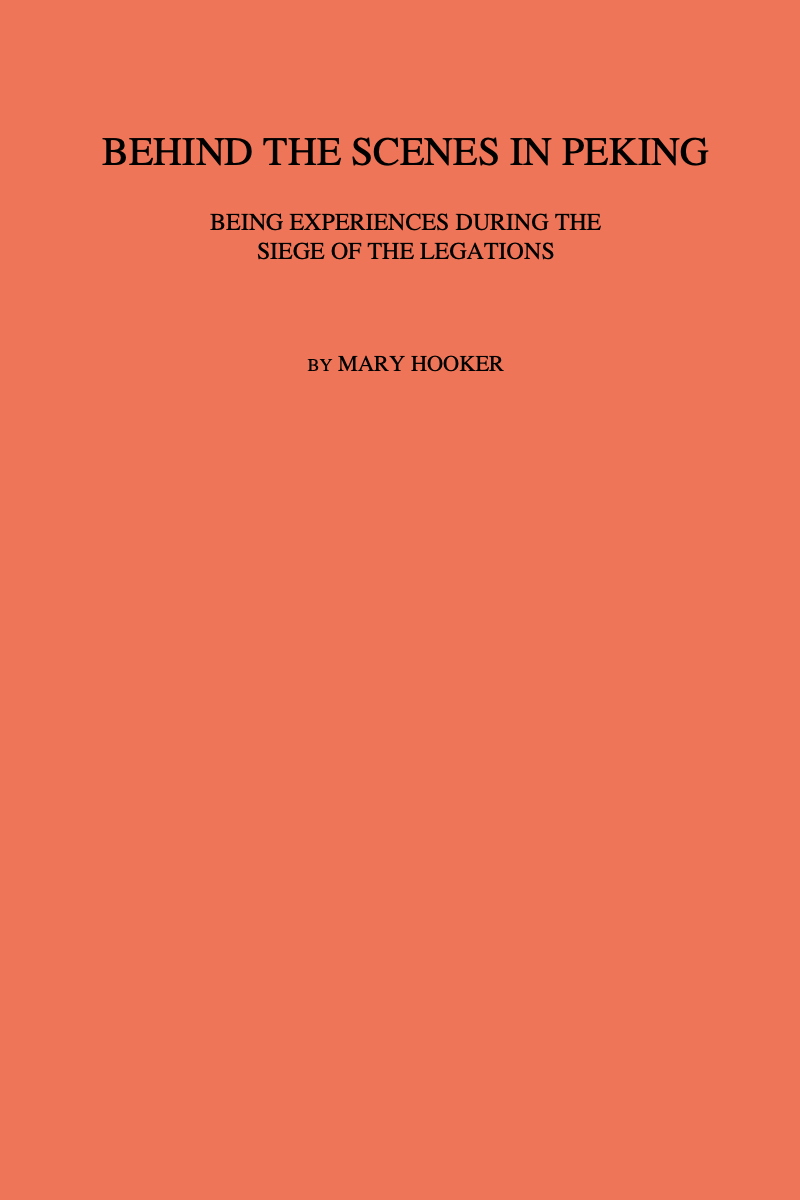 BEHIND THE SCENES IN PEKING
BEING EXPERIENCES DURING THE
SIEGE OF THE LEGATIONS
BY MARY HOOKER